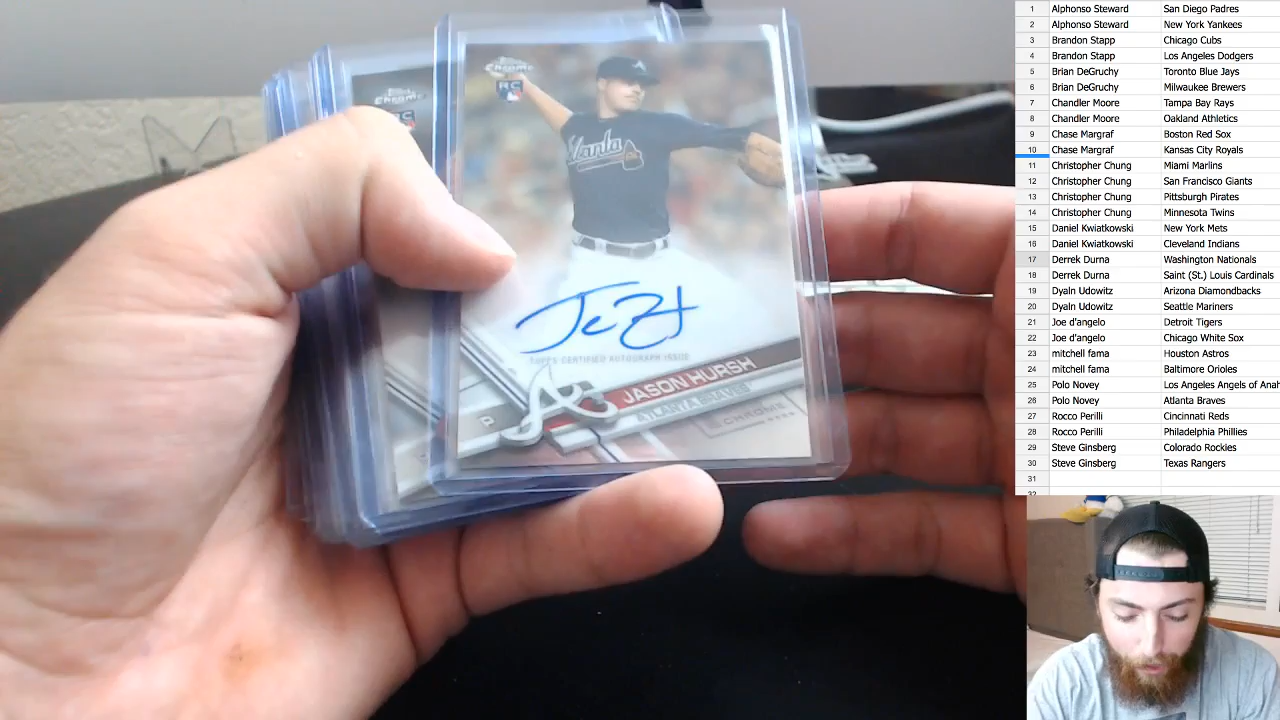 Chrome
RC
Topps
Chrome
RC
Atlanta
TOPPS CERTIFIED AUTOGRAPH ISSUE
P
A
JASON HURSH
ATLANTA BRAVES
CHROME
1 Alphonso Steward San Diego Padres
2 Alphonso Steward New York Yankees
3 Brandon Stapp Chicago Cubs
4 Brandon Stapp Los Angeles Dodgers
5 Brian DeGruchy Toronto Blue Jays
6 Brian DeGruchy Milwaukee Brewers
7 Chandler Moore Tampa Bay Rays
8 Chandler Moore Oakland Athletics
9 Chase Margraf Boston Red Sox
10 Chase Margraf Kansas City Royals
11 Christopher Chung Miami Marlins
12 Christopher Chung San Francisco Giants
13 Christopher Chung Pittsburgh Pirates
14 Christopher Chung Minnesota Twins
15 Daniel Kwiatkowski New York Mets
16 Daniel Kwiatkowski Cleveland Indians
17 Derrek Durna Washington Nationals
18 Derrek Durna Saint (St.) Louis Cardinals
19 Dyaln Udowitz Arizona Diamondbacks
20 Dyaln Udowitz Seattle Mariners
21 Joe d'angelo Detroit Tigers
22 Joe d'angelo Chicago White Sox
23 mitchell fama Houston Astros
24 mitchell fama Baltimore Orioles
25 Polo Novey Los Angeles Angels of Ana
26 Polo Novey Atlanta Braves
27 Rocco Perilli Cincinnati Reds
28 Rocco Perilli Philadelphia Phillies
29 Steve Ginsberg Colorado Rockies
30 Steve Ginsberg Texas Rangers
31
32